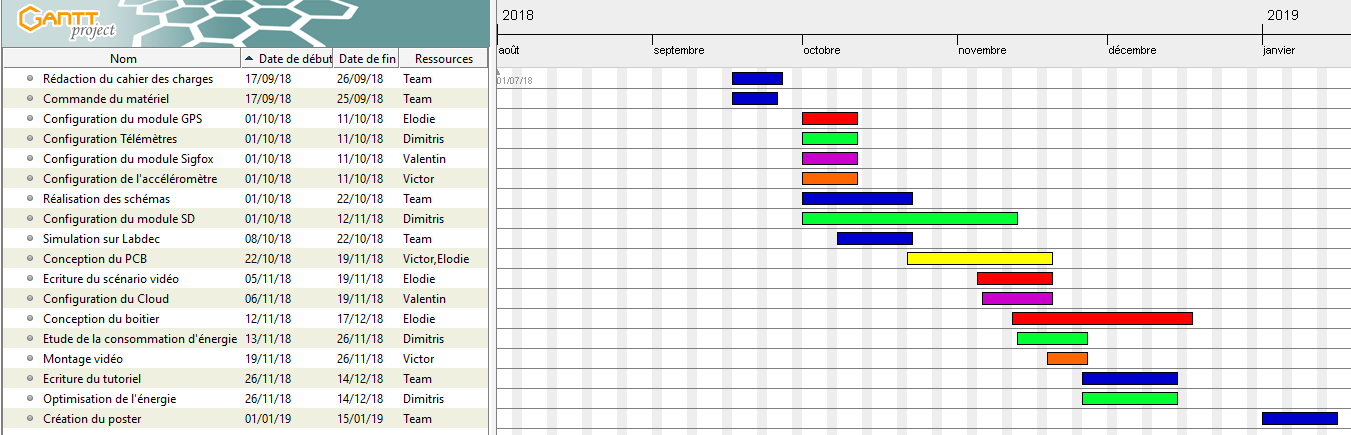 GANTT project
2018 2019
août septembre octobre novembre décembre janvier
Nom Date de début Date de fin Ressources
01/07/18
Rédaction du cahier des charges 17/09/18 26/09/18 Team
Commande du matériel 17/09/18 25/09/18 Team
Configuration du module GPS 01/10/18 11/10/18 Elodie
Configuration Télémètres 01/10/18 11/10/18 Dimitris
Configuration du module Sigfox 01/10/18 11/10/18 Valentin
Configuration de l'accéléromètre 01/10/18 11/10/18 Victor
Réalisation des schémas 01/10/18 22/10/18 Team
Configuration du module SD 01/10/18 12/11/18 Dimitris
Simulation sur Labdec 08/10/18 22/10/18 Team
Conception du PCB 22/10/18 19/11/18 Victor,Elodie
Ecriture du scénario vidéo 05/11/18 19/11/18 Elodie
Configuration du Cloud 06/11/18 19/11/18 Valentin
Conception du boitier 12/11/18 17/12/18 Elodie
Etude de la consommation d'énergie 13/11/18 26/11/18 Dimitris
Montage vidéo 19/11/18 26/11/18 Victor
Ecriture du tutoriel 26/11/18 14/12/18 Team
Optimisation de l'énergie 26/11/18 14/12/18 Dimitris
Création du poster 01/01/19 15/01/19 Team